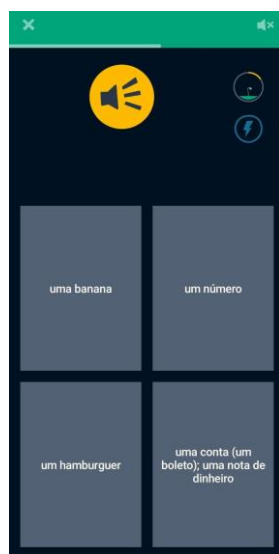 uma banana
um número
um hamburguer
uma conta (um
boleto); uma nota de
dinheiro